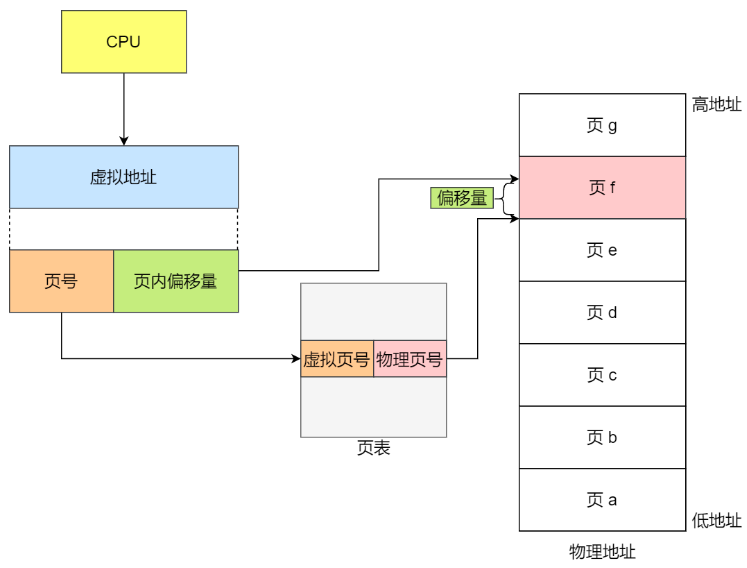 CPU
虚拟地址
页号
页内偏移量
虚拟页号
物理页号
页表
偏移量
高地址
页 g
页 f
页 e
页 d
页 c
页 b
页 a
低地址
物理地址